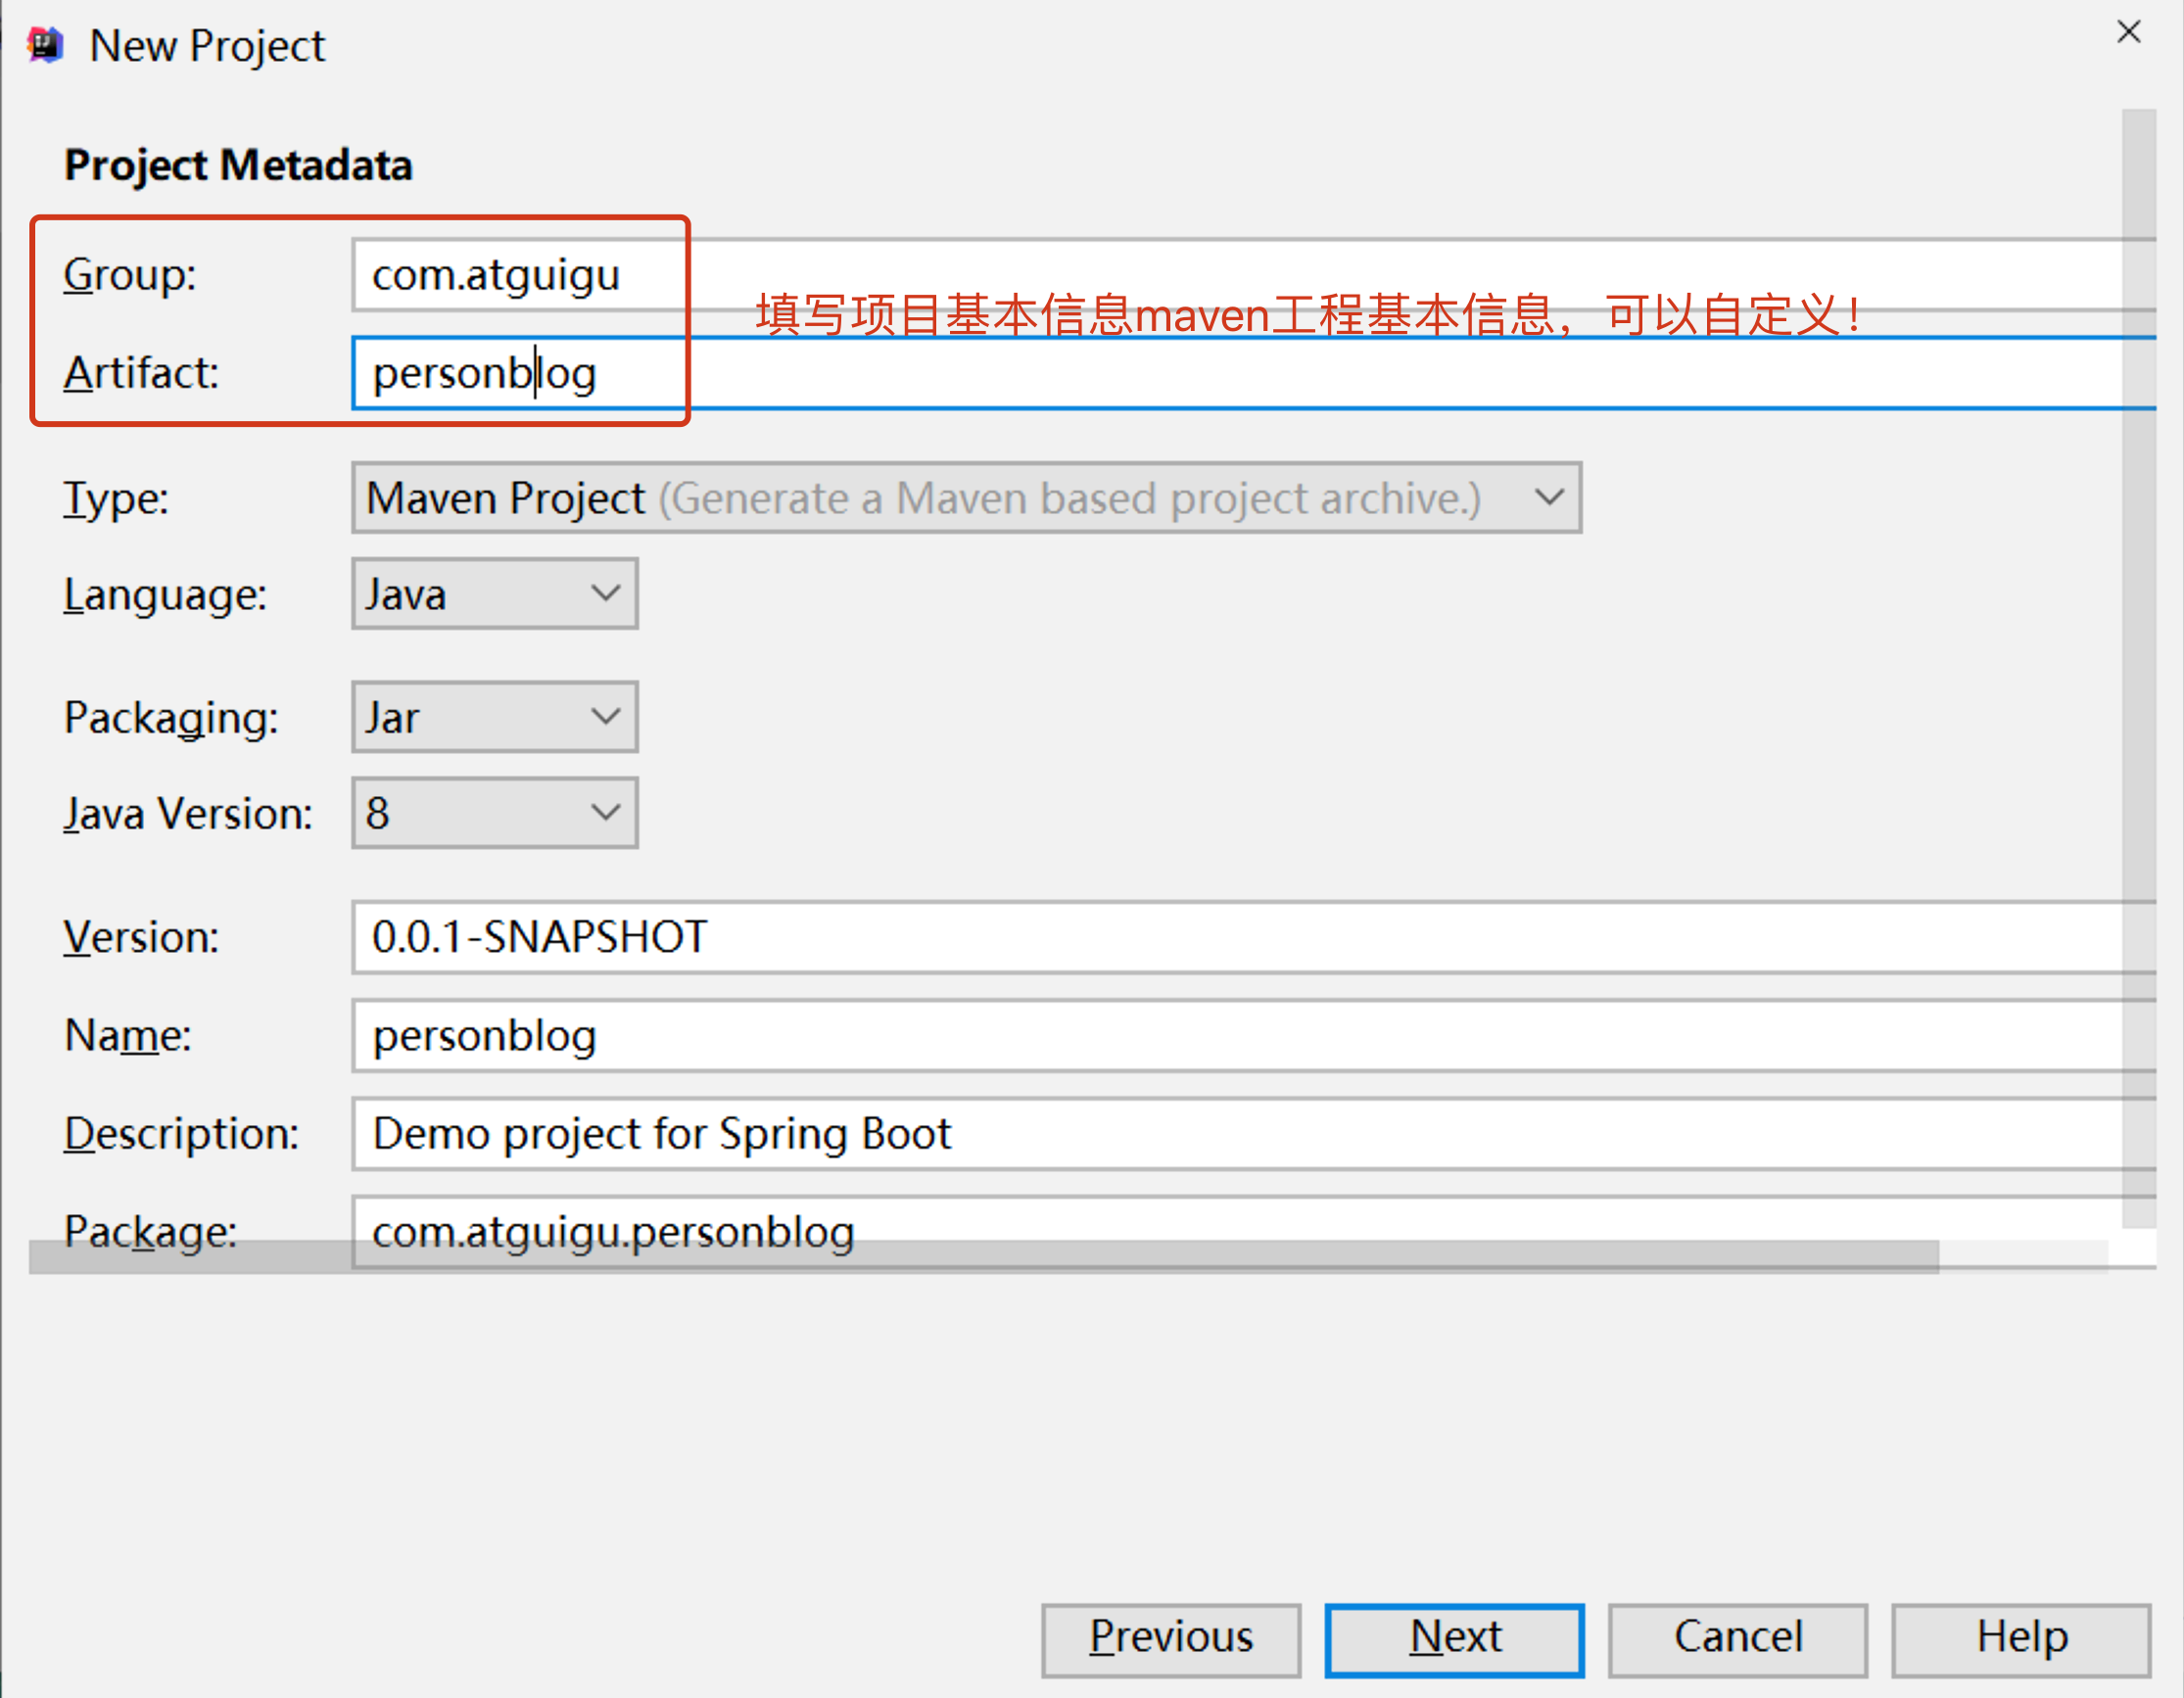 New Project
Project Metadata
Group: com.atguigu
填写项目基本信息maven工程基本信息，可以自定义！
Artifact: personblog
Type: Maven Project (Generate a Maven based project archive.)
Language: Java
Packaging: Jar
Java Version: 8
Version: 0.0.1-SNAPSHOT
Name: personblog
Description: Demo project for Spring Boot
Package: com.atguigu.personblog
Previous Next Cancel Help